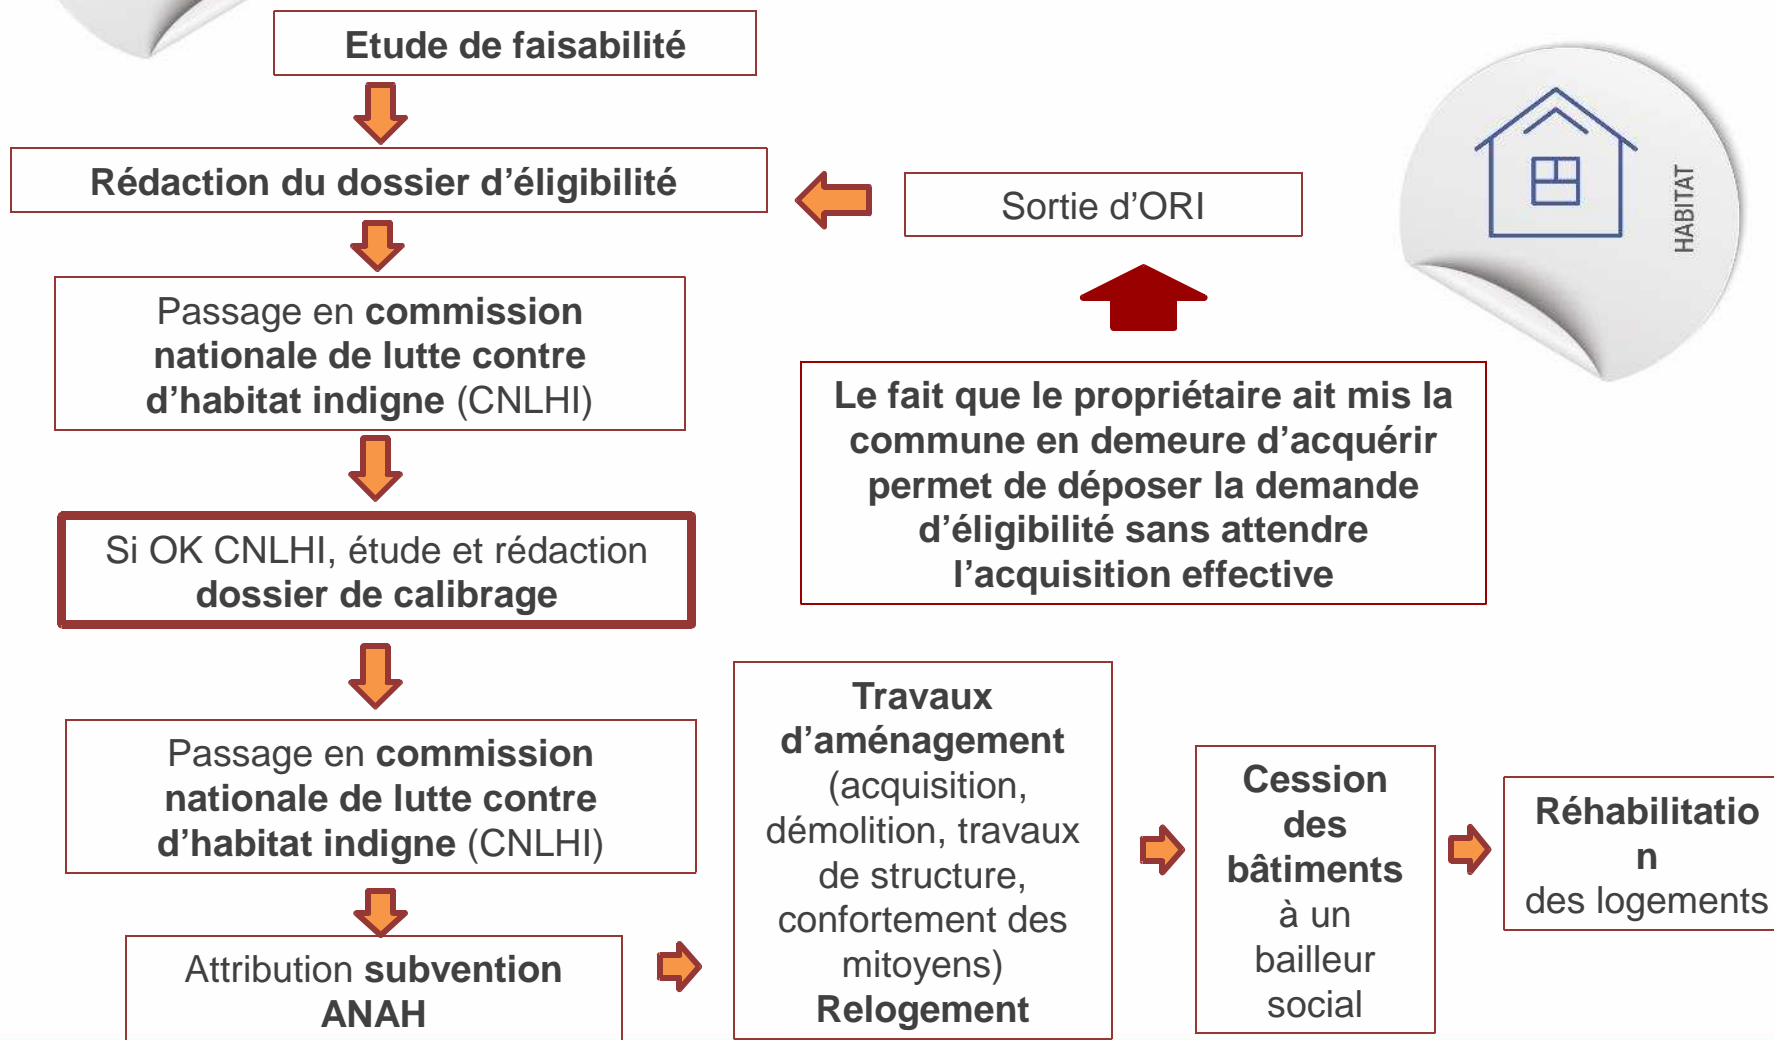 Etude de faisabilité
Rédaction du dossier d'éligibilité
Sortie d'ORI
HABITAT
Passage en commission
nationale de lutte contre
d'habitat indigne (CNLHI)
Le fait que le propriétaire ait mis la
commune en demeure d'acquérir
permet de déposer la demande
d'éligibilité sans attendre
l'acquisition effective
Si OK CNLHI, étude et rédaction
dossier de calibrage
Passage en commission
nationale de lutte contre
d'habitat indigne (CNLHI)
Attribution subvention
ANAH
Travaux
d'aménagement
(acquisition,
démolition, travaux
de structure,
confortement des
mitoyens)
Relogement
Cession
des
bâtiments
à un
bailleur
social
Réhabilitatio
n
des logements